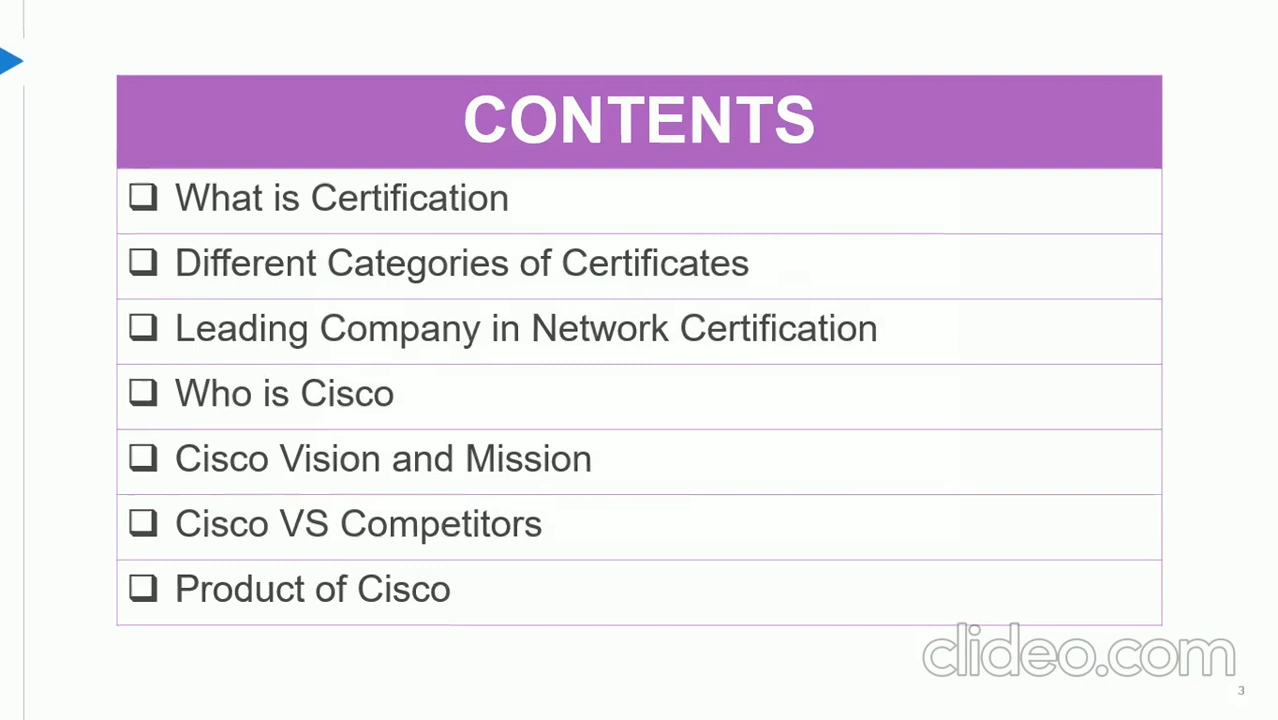 CONTENTS
❑ What is Certification
❑ Different Categories of Certificates
❑ Leading Company in Network Certification
❑ Who is Cisco
❑ Cisco Vision and Mission
❑ Cisco VS Competitors
❑ Product of Cisco
clideo.com
3